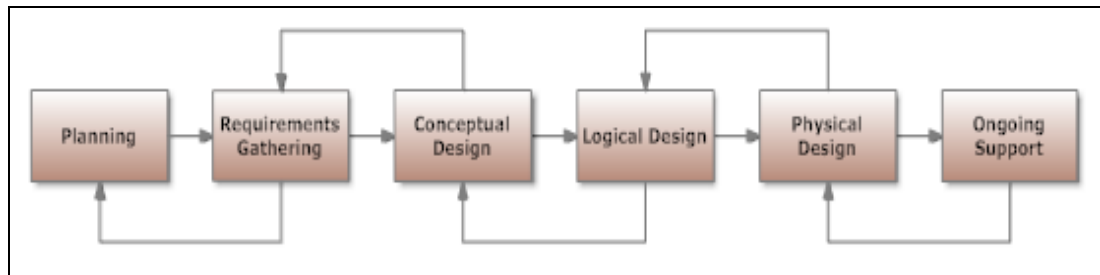 Planning
Requirements
Gathering
Conceptual
Design
Logical Design
Physical
Design
Ongoing
Support